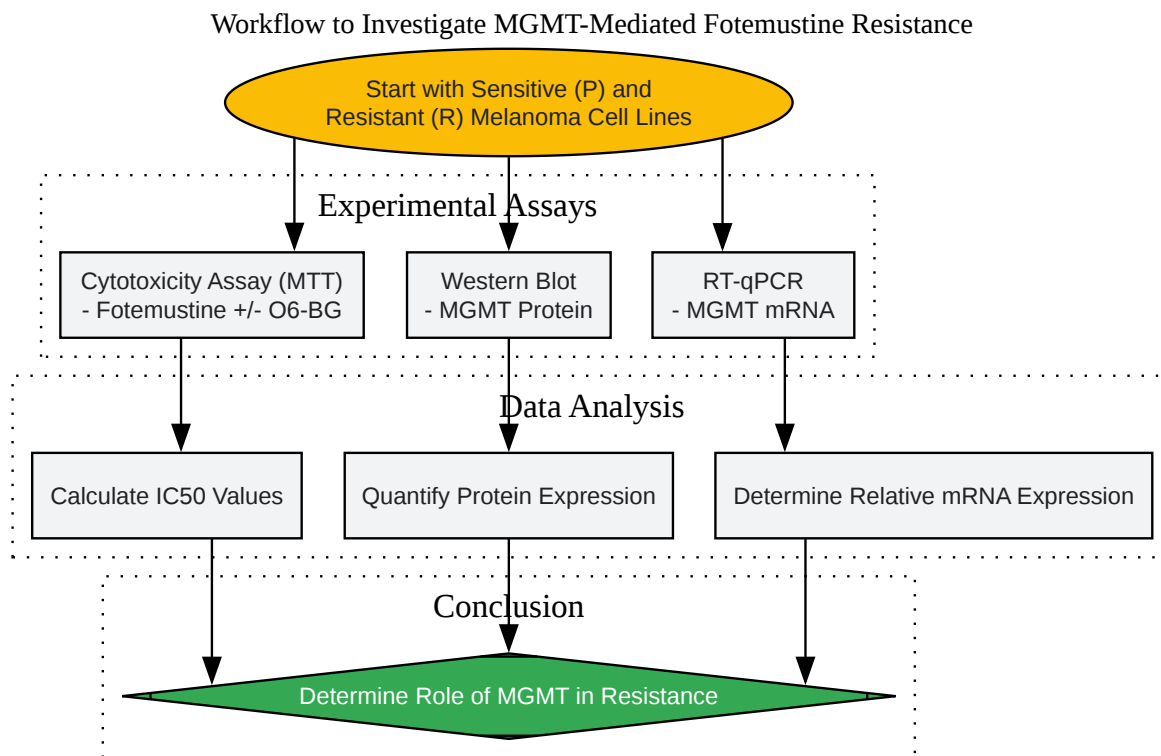 Workflow to Investigate MGMT-Mediated Fotemustine Resistance
Start with Sensitive (P) and
Resistant (R) Melanoma Cell Lines
Experimental Assays
Cytotoxicity Assay (MTT)
- Fotemustine +/- O6-BG
Western Blot
- MGMT Protein
RT-qPCR
- MGMT mRNA
Data Analysis
Calculate IC50 Values
Quantify Protein Expression
Determine Relative mRNA Expression
Conclusion
Determine Role of MGMT in Resistance